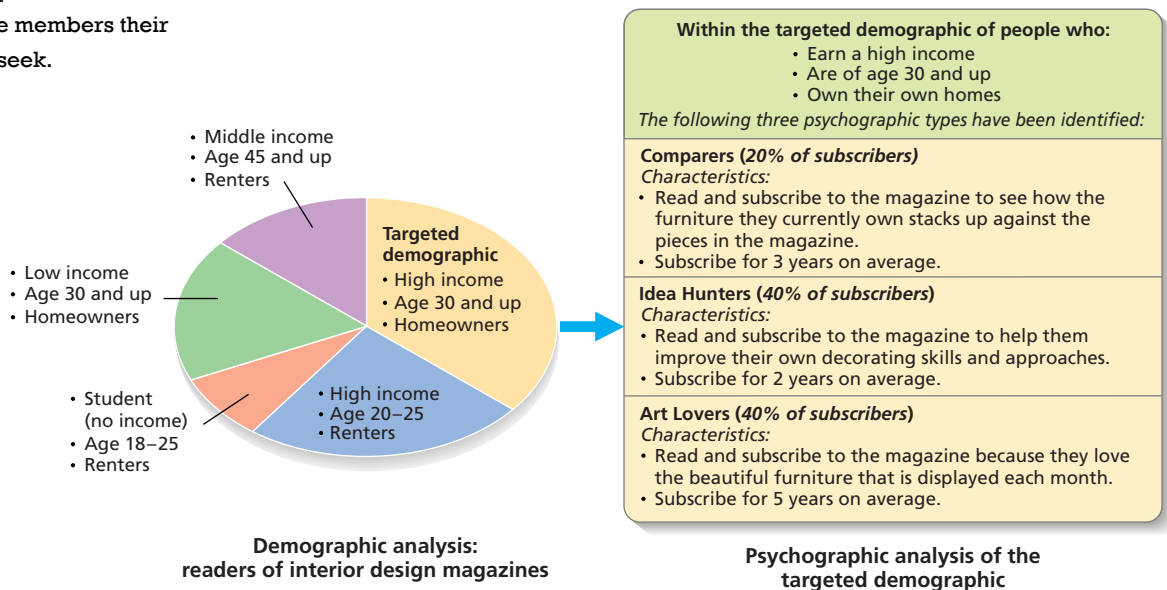 e members their
seek.
• Middle income
• Age 45 and up
• Renters
• Low income
• Age 30 and up
• Homeowners
• Student
(no income)
• Age 18–25
• Renters
Targeted
demographic
• High income
• Age 30 and up
• Homeowners
• High income
• Age 20–25
• Renters
Demographic analysis:
readers of interior design magazines
Within the targeted demographic of people who:
• Earn a high income
• Are of age 30 and up
• Own their own homes
The following three psychographic types have been identified:
Comparers (20% of subscribers)
Characteristics:
• Read and subscribe to the magazine to see how the
furniture they currently own stacks up against the
pieces in the magazine.
• Subscribe for 3 years on average.
Idea Hunters (40% of subscribers)
Characteristics:
• Read and subscribe to the magazine to help them
improve their own decorating skills and approaches.
• Subscribe for 2 years on average.
Art Lovers (40% of subscribers)
Characteristics:
• Read and subscribe to the magazine because they love
the beautiful furniture that is displayed each month.
• Subscribe for 5 years on average.
Psychographic analysis of the
targeted demographic